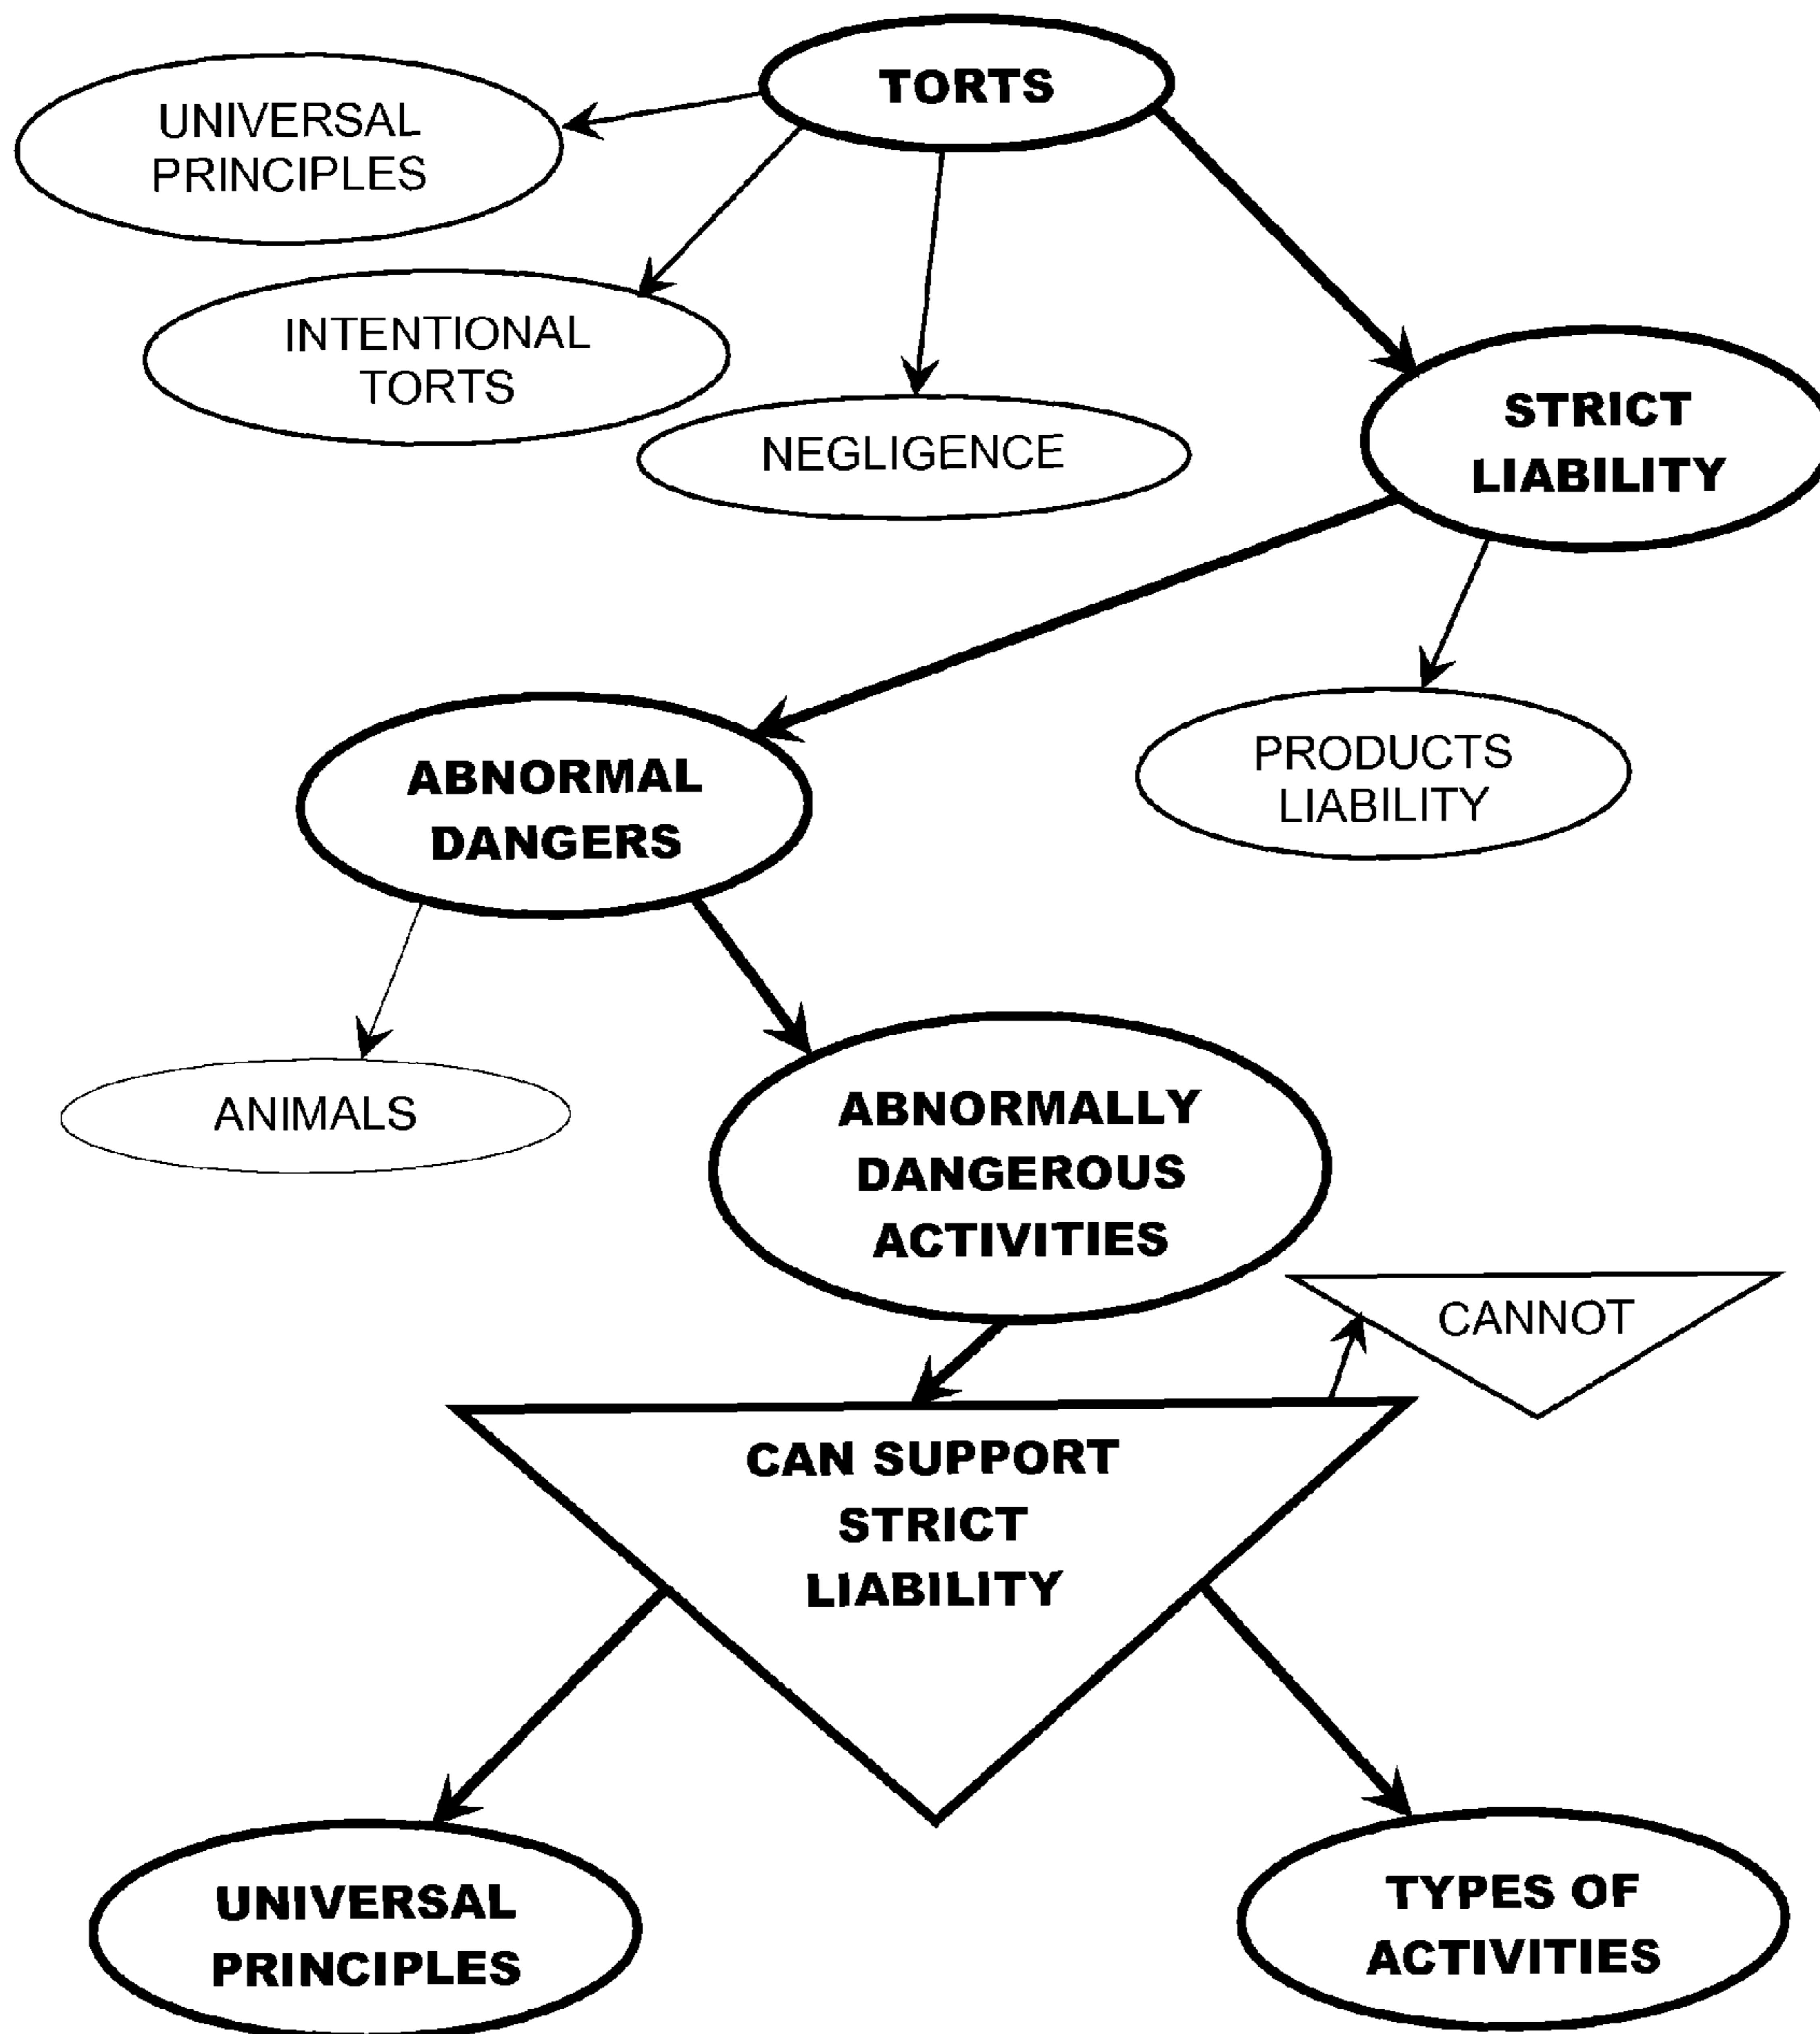 TORTS
UNIVERSAL
PRINCIPLES
INTENTIONAL
TORTS
NEGLIGENCE
STRICT
LIABILITY
ABNORMAL
DANGERS
PRODUCTS
LIABILITY
ANIMALS
ABNORMALLY
DANGEROUS
ACTIVITIES
CANNOT
CAN SUPPORT
STRICT
LIABILITY
UNIVERSAL
PRINCIPLES
TYPES OF
ACTIVITIES